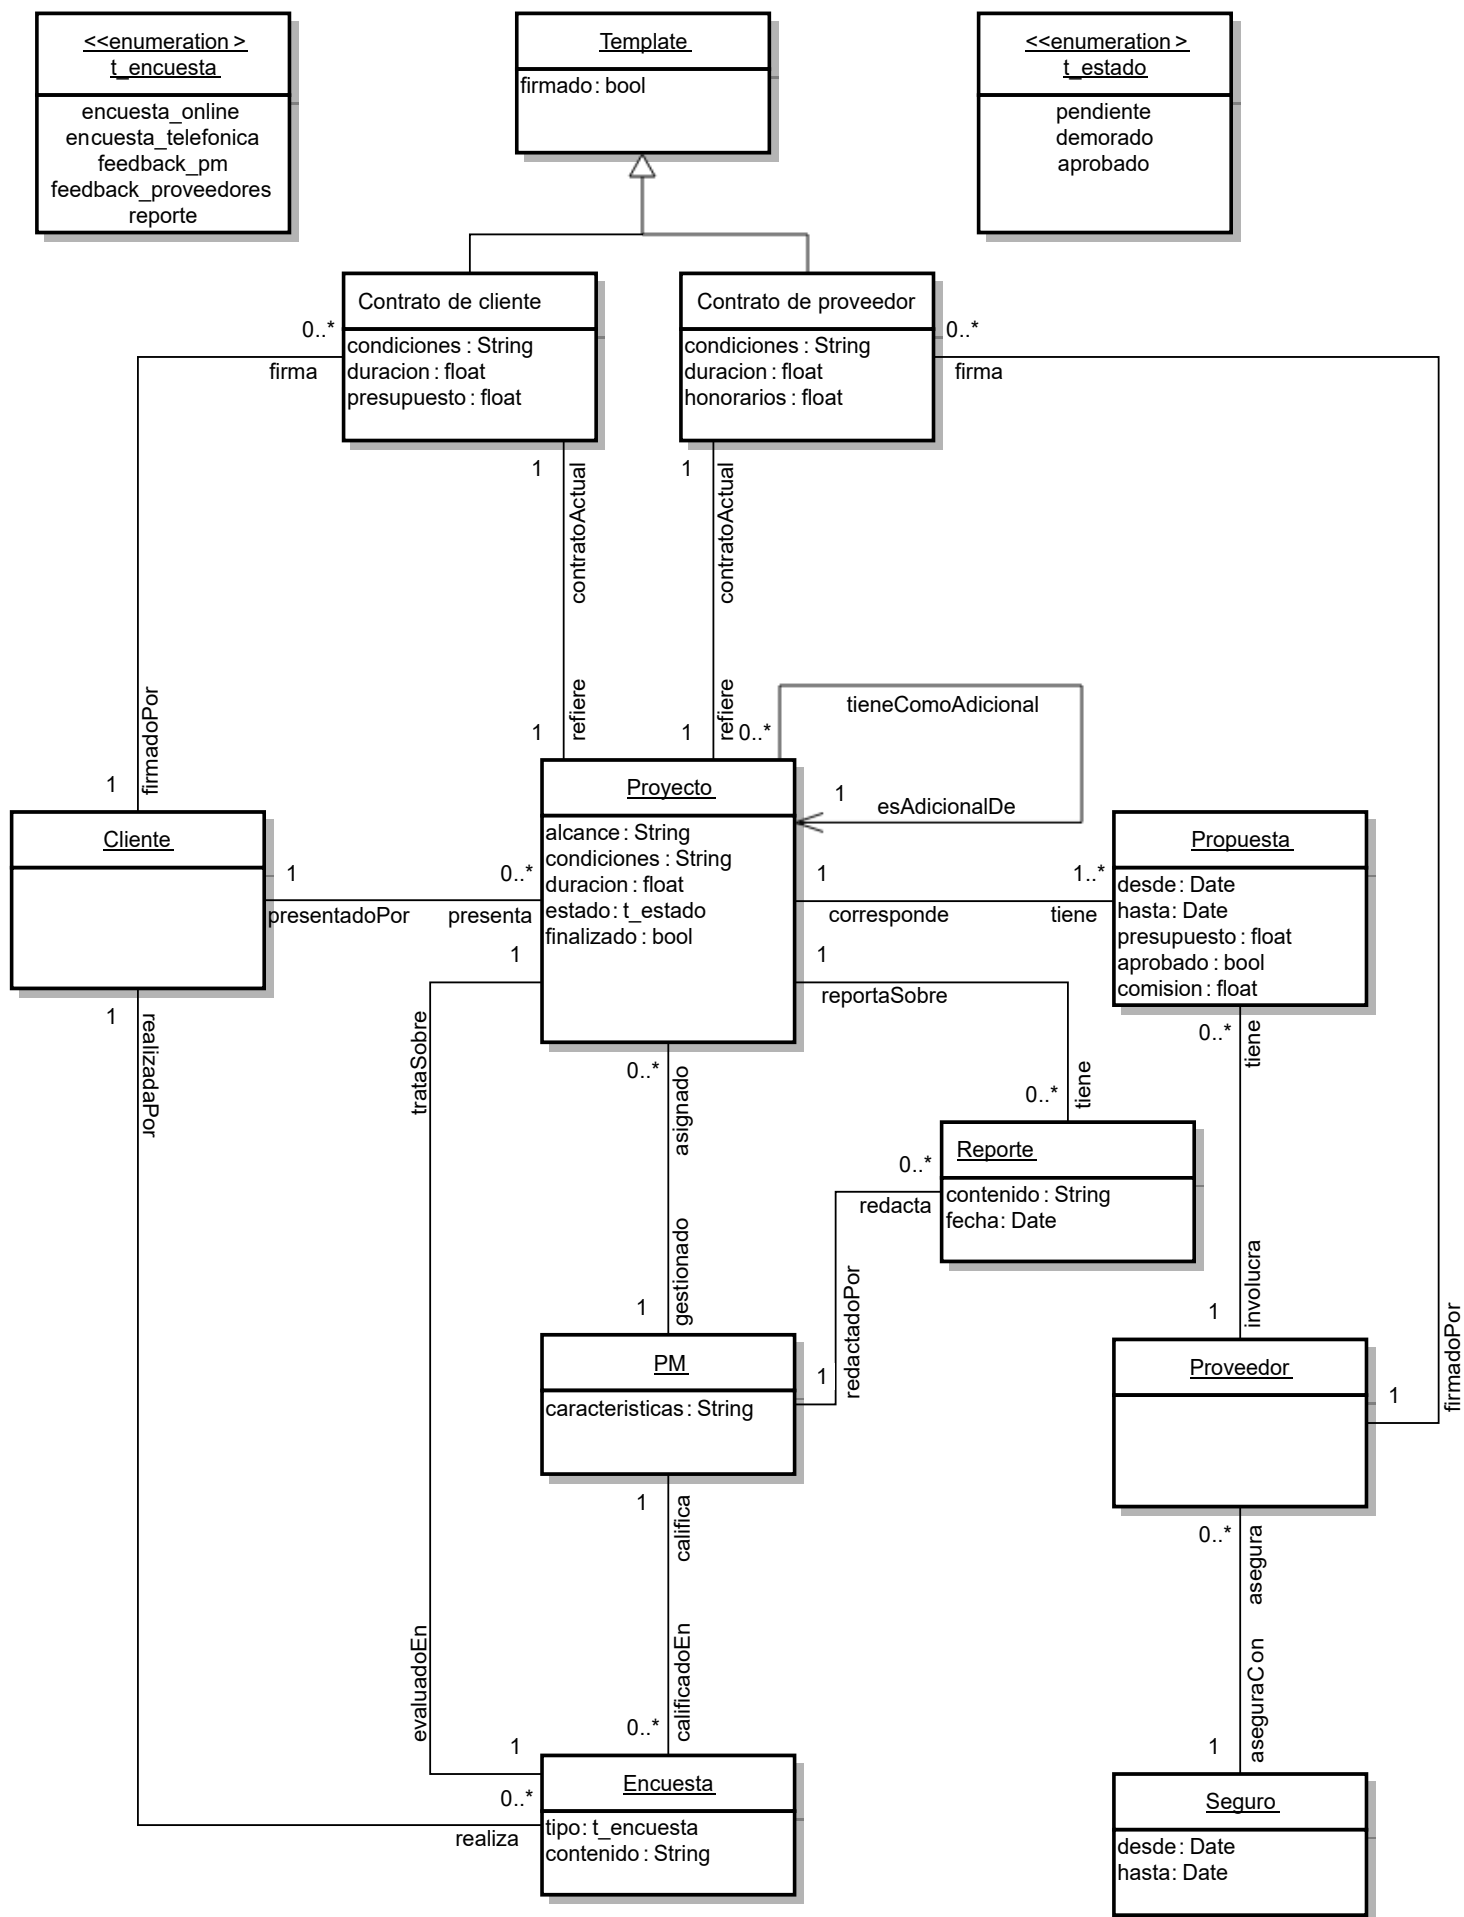 <<enumeration >
t_encuesta
encuesta_online
encuesta_telefonica
feedback_pm
feedback_proveedores
reporte
Template
firmado: bool
<<enumeration >
t_estado
pendiente
demorado
aprobado
Contrato de cliente
condiciones : String
duracion : float
presupuesto : float
Contrato de proveedor
condiciones : String
duracion : float
honorarios : float
0..*
firma
0..*
firma
1
contratoActual
1
contratoActual
refiere
1
refiere
1
0..*
tieneComoAdicional
1
esAdicionalDe
firmadoPor
1
Cliente
Proyecto
alcance: String
condiciones : String
duracion : float
estado: t_estado
finalizado : bool
Propuesta
desde: Date
hasta: Date
presupuesto : float
aprobado : bool
comision : float
1
presentadoPor
0..*
presenta
1
corresponde
1..*
tiene
1
1
reportaSobre
1
realizadaPor
trataSobre
0..*
asignado
0..*
tiene
0..*
tiene
Reporte
contenido : String
fecha: Date
0..*
redacta
redactadoPor
1
gestionado
1
involucra
1
PM
caracteristicas: String
Proveedor
1
firmadoPor
1
califica
0..*
asegura
evaluadoEn
1
calificadoEn
0..*
aseguraCon
1
0..*
realiza
Encuesta
tipo: t_encuesta
contenido : String
Seguro
desde: Date
hasta: Date